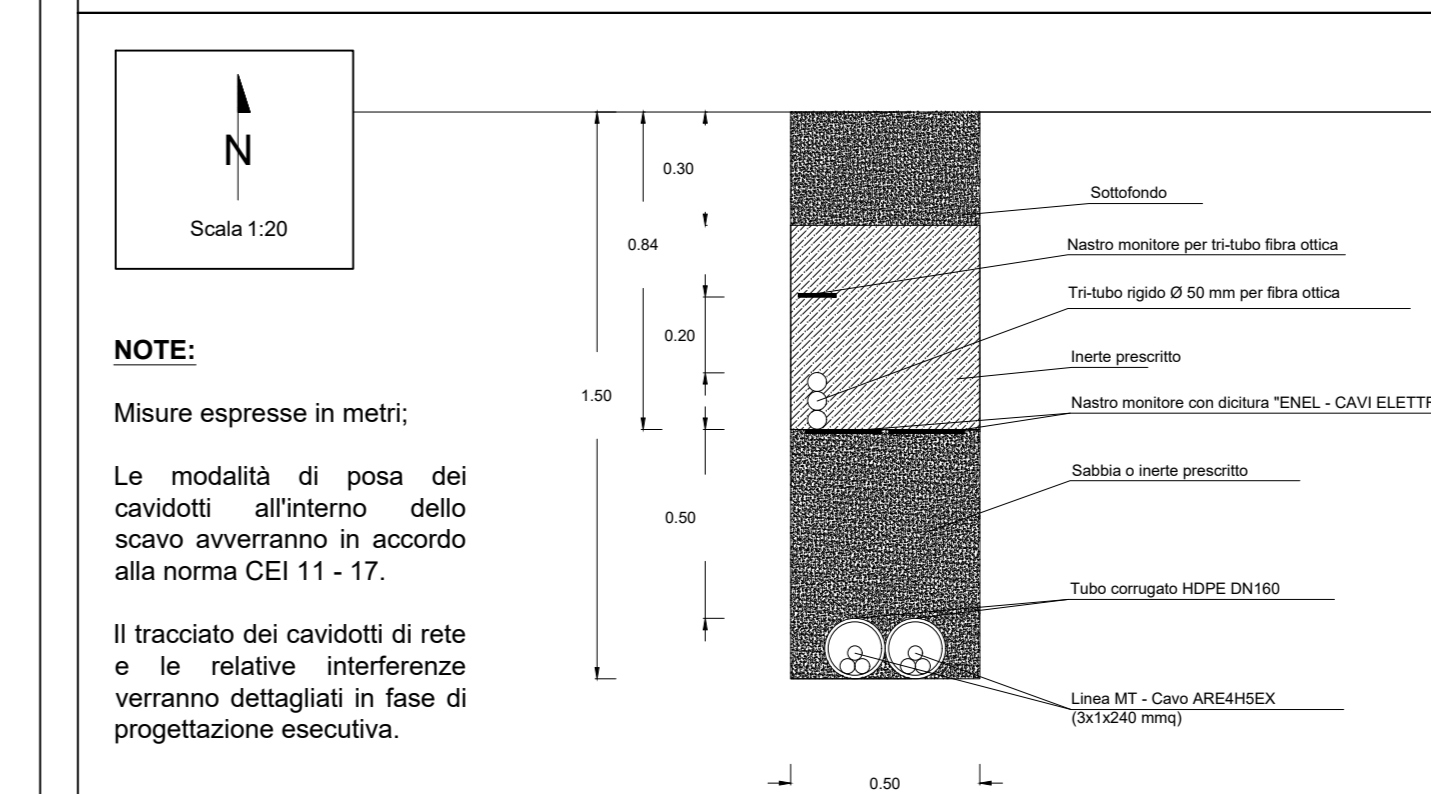 N
Scala 1:20
NOTE:
Misure espresse in metri;
Le modalità di posa dei
cavidotti all'interno dello
scavo avverranno in accordo
alla norma CEI 11 - 17.
Il tracciato dei cavidotti di rete
e le relative interferenze
verranno dettagliati in fase di
progettazione esecutiva.
0.30
0.84
0.20
1.50
0.50
0.50
Sottofondo
Nastro monitore per tri-tubo fibra ottica
Tri-tubo rigido Ø 50 mm per fibra ottica
Inerte prescritto
Nastro monitore con dicitura "ENEL - CAVI
Sabbia o inerte prescritto
Tubo corrugato HDPE DN160
Linea MT - Cavo ARE4H5EX
(3x1x240 mmq)